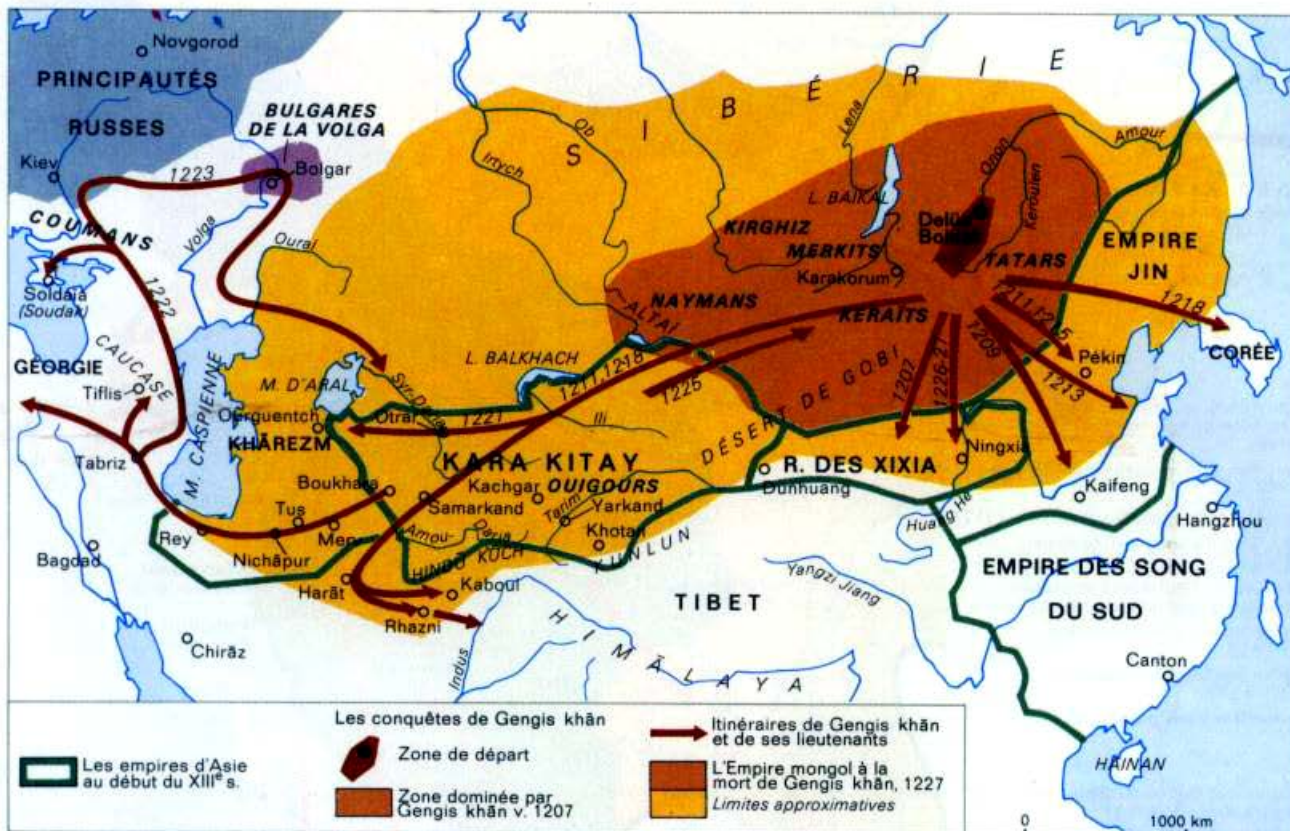 Novgorod
PRINCIPAUTÉS
RUSSES
BULGARES
DE LA VOLGA
Bolgar
Kiev
1223
COUMANS
Volga
Oural
Soldaïa
(Soudak)
1222
GÉORGIE
CAUCASE
Tiflis
M. CASPIENNE
Tabriz
Bagdad
Rey
Chirāz
SIBÉRIE
Ob
Irtych
Lena
Amour
L. BAIKAL
Onon
Keroulen
KIRGHIZ
MERKITS
Karakorum
TATARS
NAYMANS
KERAÏTS
ALTAÏ
EMPIRE
JIN
1211,1215
1218
1209
1213
1207
1226-27
Pékin
CORÉE
L. BALKHACH
M. D'ARAL
Syr-Daria
Ourguentch
Otrar
1221
1211,1218
1225
Ili
KHĀREZM
KARA KITAY
OUIGOURS
DÉSERT DE GOBI
R. DES XIXIA
Ningxia
Dunhuang
Boukhara
Samarkand
Kachgar
Tarim
Yarkand
Khotan
Tus
Nichāpur
Amou-Daria
HINDŪ KUCH
KUNLUN
Harāt
Kaboul
Rhazni
Indus
HIMĀLAYA
TIBET
Huang He
Yangzi Jiang
Kaifeng
Hangzhou
EMPIRE DES SONG
DU SUD
Canton
HAINAN
Les empires d'Asie
au début du XIIIe s.
Les conquêtes de Gengis khān
Zone de départ
Zone dominée par
Gengis khān v. 1207
Itinéraires de Gengis khān
et de ses lieutenants
L'Empire mongol à la
mort de Gengis khān, 1227
Limites approximatives
0 1000 km